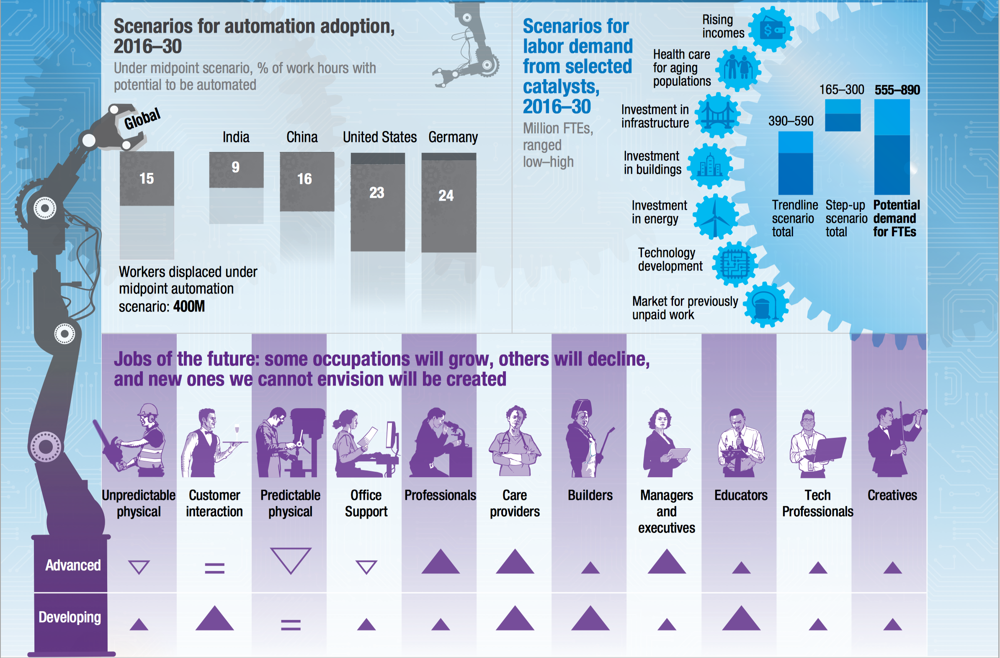 Scenarios for automation adoption,
2016–30
Under midpoint scenario, % of work hours with
potential to be automated
Global
India
China
United States
Germany
15
9
16
23
24
Workers displaced under
midpoint automation
scenario: 400M
Scenarios for
labor demand
from selected
catalysts,
2016–30
Million FTEs,
ranged
low–high
Rising
incomes
$
Health care
for aging
populations
Investment in
infrastructure
Investment
in buildings
Investment
in energy
Technology
development
Market for previously
unpaid work
390–590
165–300
555–890
Trendline
scenario
total
Step-up
scenario
total
Potential
demand
for FTEs
Jobs of the future: some occupations will grow, others will decline,
and new ones we cannot envision will be created
Unpredictable
physical
Customer
interaction
Predictable
physical
Office
Support
Professionals
Care
providers
Builders
Managers
and
executives
Educators
Tech
Professionals
Creatives
Advanced
=
Developing
=